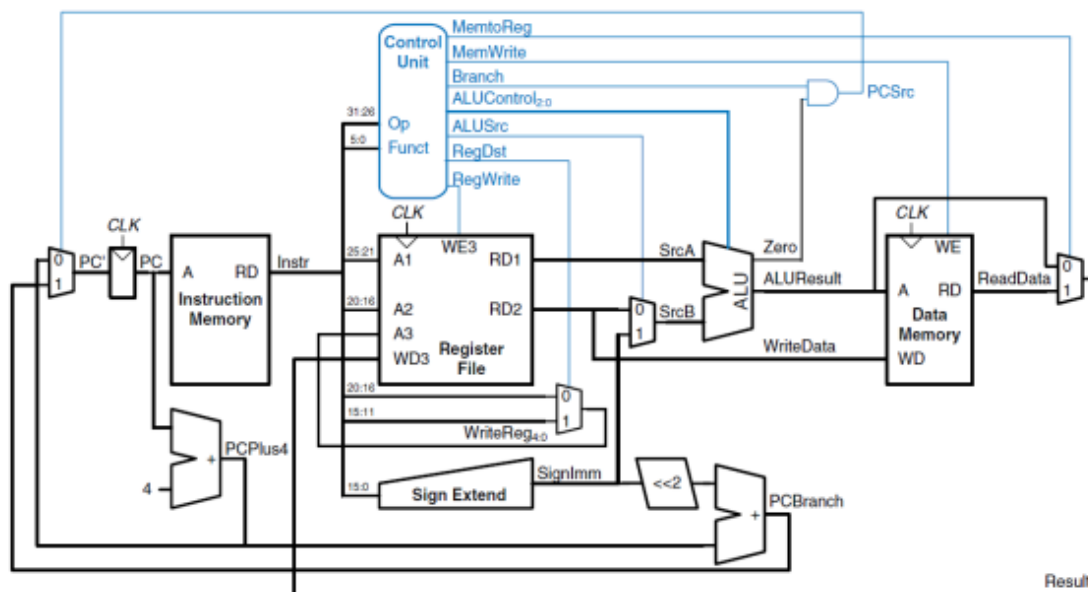 MemtoReg
Control
Unit
MemWrite
Branch
ALUControl2:0
PCSrc
31:26
Op
ALUSrc
5:0
Funct
RegDst
RegWrite
CLK
CLK
CLK
WE3
WE
Zero
0
1
PC'
PC
A
RD
Instr
Instruction
Memory
25:21
A1
RD1
SrcA
ALU
ALUResult
A
RD
ReadData
0
1
Data
Memory
20:16
A2
RD2
0
1
SrcB
A3
Register
File
WD3
WriteData
WD
20:16
0
15:11
1
WriteReg4:0
PCPlus4
+
4
15:0
Sign Extend
SignImm
<<2
+
PCBranch
Result